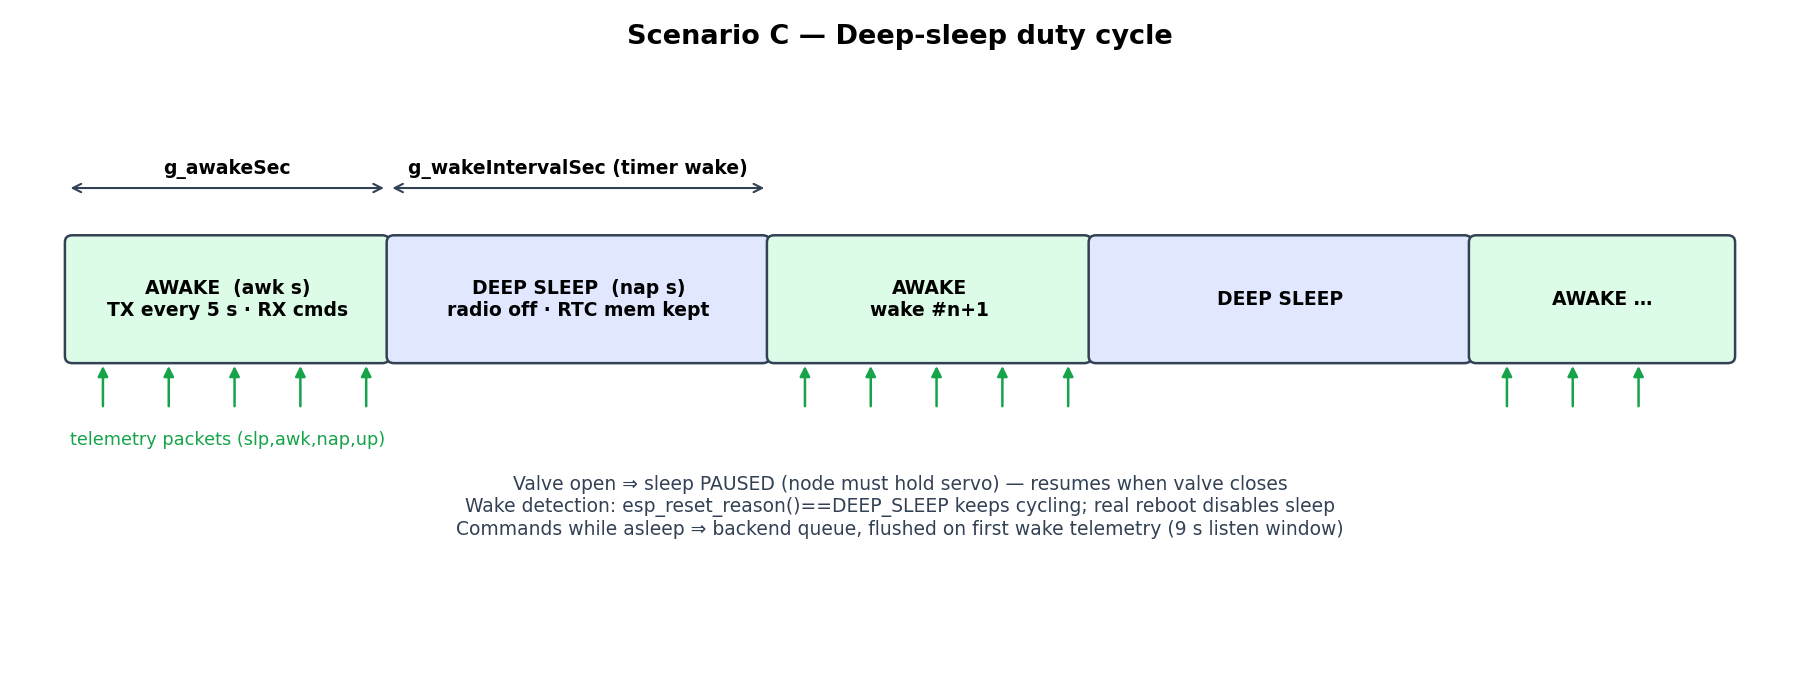 Scenario C — Deep-sleep duty cycle
g_awakeSec
g_wakeIntervalSec (timer wake)
AWAKE  (awk s)
TX every 5 s · RX cmds
DEEP SLEEP  (nap s)
radio off · RTC mem kept
AWAKE
wake #n+1
DEEP SLEEP
AWAKE …
telemetry packets (slp,awk,nap,up)
Valve open ⇒ sleep PAUSED (node must hold servo) — resumes when valve closes
Wake detection: esp_reset_reason()==DEEP_SLEEP keeps cycling; real reboot disables sleep
Commands while asleep ⇒ backend queue, flushed on first wake telemetry (9 s listen window)